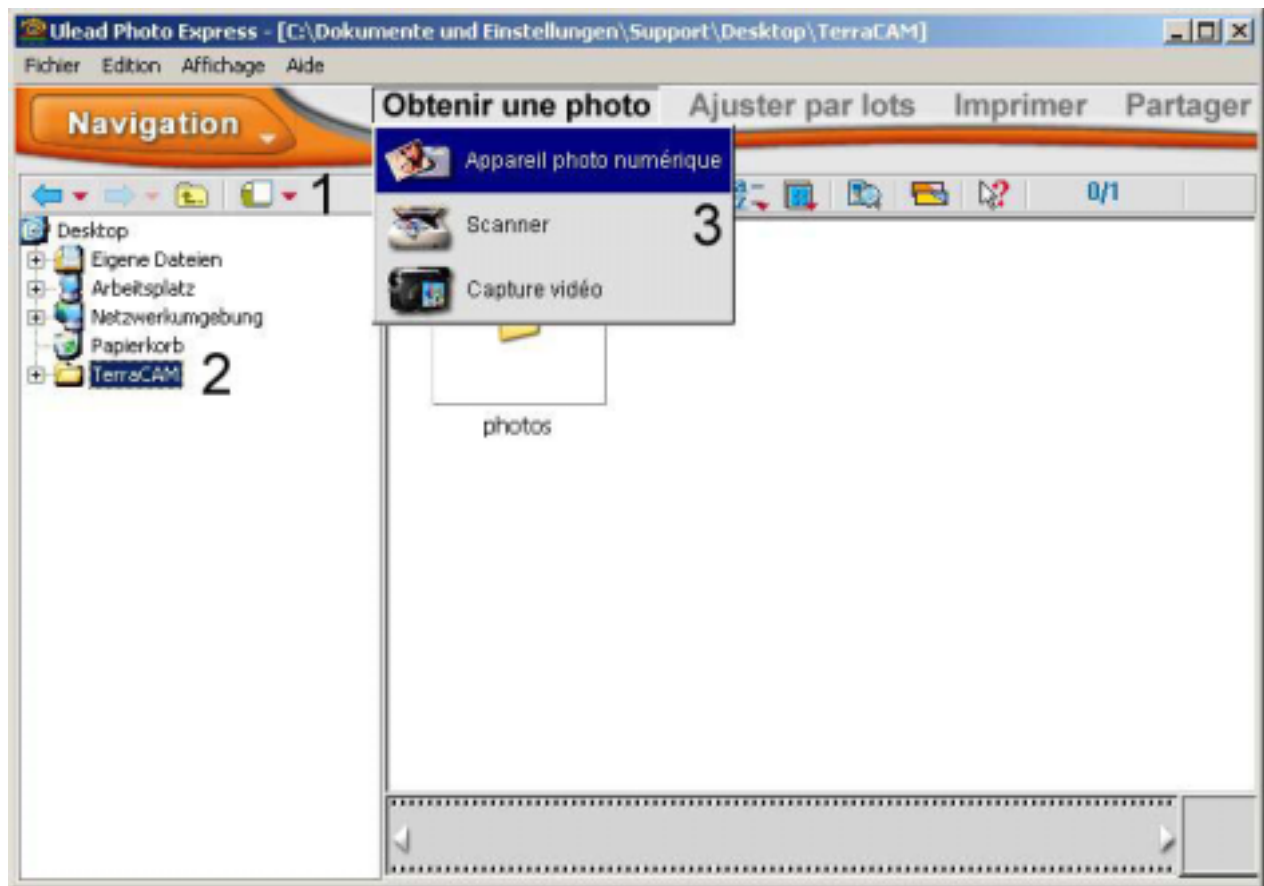 Ulead Photo Express - [C:\Dokumente und Einstellungen\Support\Desktop\TerraCAM]
Fichier Edition Affichage Aide
Navigation
Obtenir une photo Ajuster par lots Imprimer Partager
Appareil photo numérique
1
0/1
Scanner
3
Capture vidéo
Desktop
Eigene Dateien
Arbeitsplatz
Netzwerkumgebung
Papierkorb
TerraCAM
2
photos